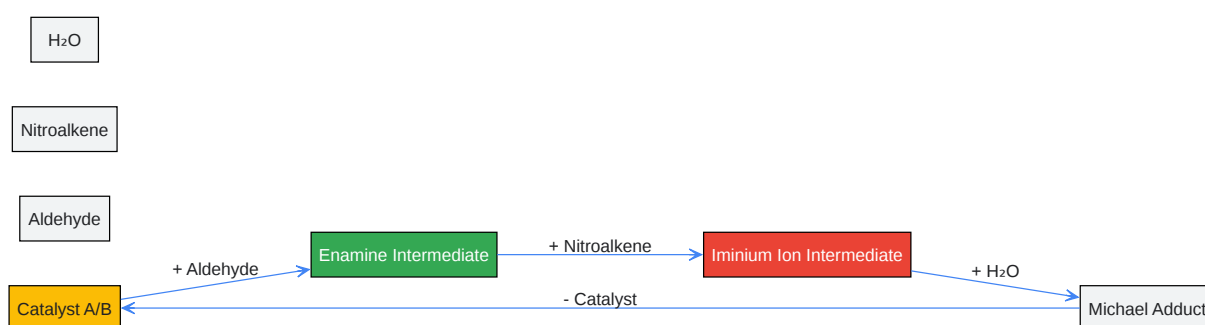 H₂O
Nitroalkene
Aldehyde
Enamine Intermediate
+ Nitroalkene
Iminium Ion Intermediate
+ Aldehyde
+ H₂O
Catalyst A/B
- Catalyst
Michael Adduct